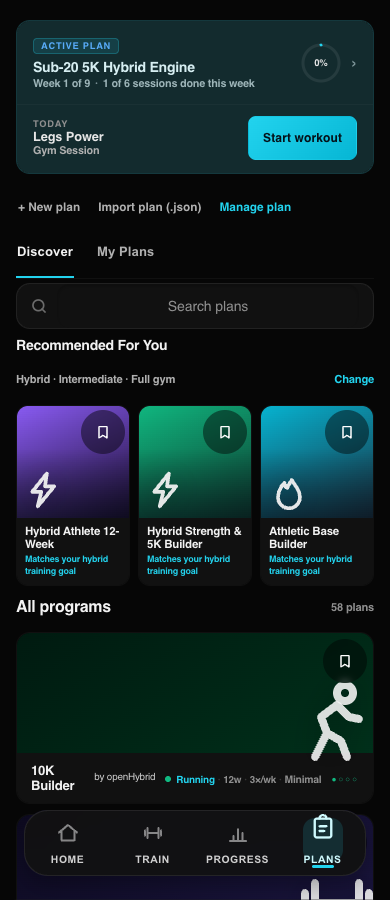 ACTIVE PLAN
Sub-20 5K Hybrid Engine
Week 1 of 9 · 1 of 6 sessions done this week
0%
TODAY
Legs Power
Gym Session
Start workout
+ New plan
Import plan (.json)
Manage plan
Discover
My Plans
Search plans
Recommended For You
Hybrid · Intermediate · Full gym
Change
Hybrid Athlete 12-
Week
Matches your hybrid
training goal
Hybrid Strength &
5K Builder
Matches your hybrid
training goal
Athletic Base
Builder
Matches your hybrid
training goal
All programs
58 plans
10K
Builder
by openHybrid
Running · 12w · 3×/wk · Minimal
HOME
TRAIN
PROGRESS
PLANS